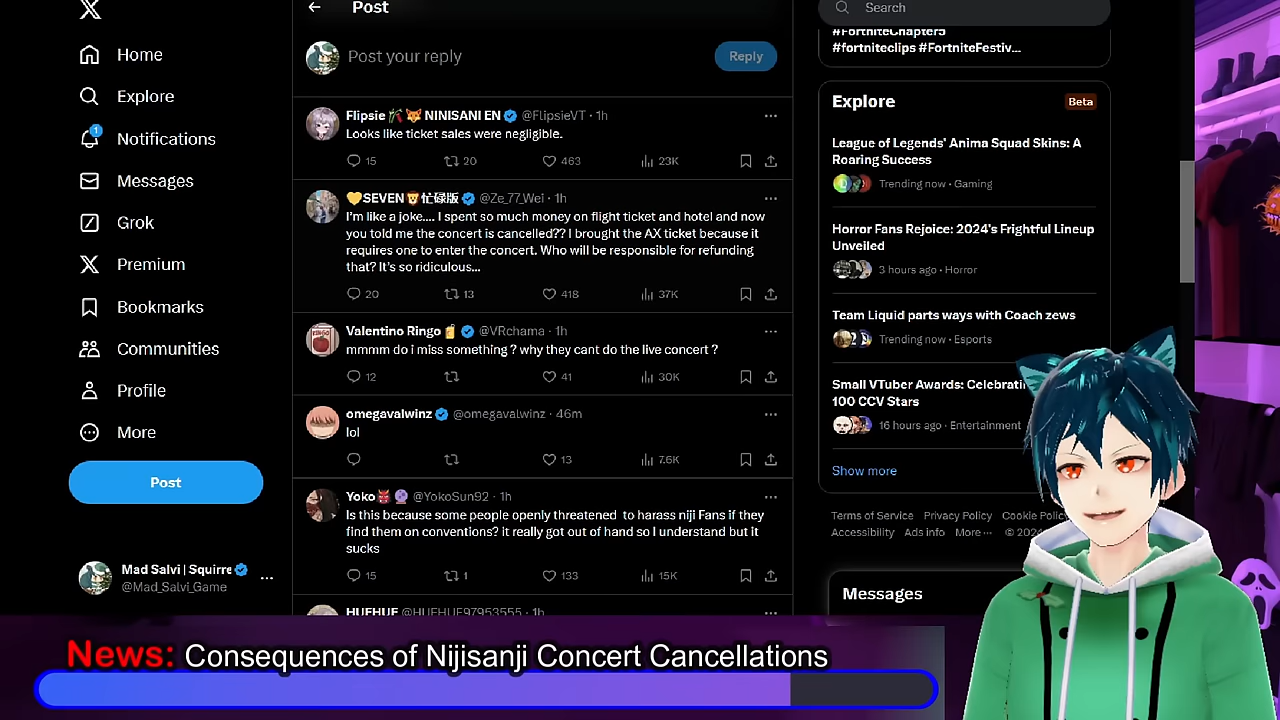 Home
Explore
1
Notifications
Messages
Grok
Premium
Bookmarks
Communities
Profile
More
Post
Mad Salvi | Squirre
@Mad_Salvi_Game
Post
Post your reply
Reply
Flipsie NINISANI EN @FlipsieVT · 1h
Looks like ticket sales were negligible.
15 20 463 23K
SEVEN 忙碌版 @Ze_77_Wei · 1h
I'm like a joke.... I spent so much money on flight ticket and hotel and now
you told me the concert is cancelled?? I brought the AX ticket because it
requires one to enter the concert. Who will be responsible for refunding
that? It's so ridiculous...
20 13 418 37K
Valentino Ringo @VRchama · 1h
mmmm do i miss something ? why they cant do the live concert ?
12 41 30K
omegavalwinz @omegavalwinz · 46m
lol
13 7.6K
Yoko @YokoSun92 · 1h
Is this because some people openly threatened to harass niji Fans if they
find them on conventions? it really got out of hand so I understand but it
sucks
15 1 133 15K
HUEHUE @HUEHUE97953555 · 1h
Search
#FortniteChapter5
#fortniteclips #FortniteFestiv...
Explore
Beta
League of Legends' Anima Squad Skins: A
Roaring Success
Trending now · Gaming
Horror Fans Rejoice: 2024's Frightful Lineup
Unveiled
3 hours ago · Horror
Team Liquid parts ways with Coach zews
Trending now · Esports
Small VTuber Awards: Celebrati
100 CCV Stars
16 hours ago · Entertainment
Show more
Terms of Service Privacy Policy Cookie Polic
Accessibility Ads info More ··· © 202
Messages
News: Consequences of Nijisanji Concert Cancellations